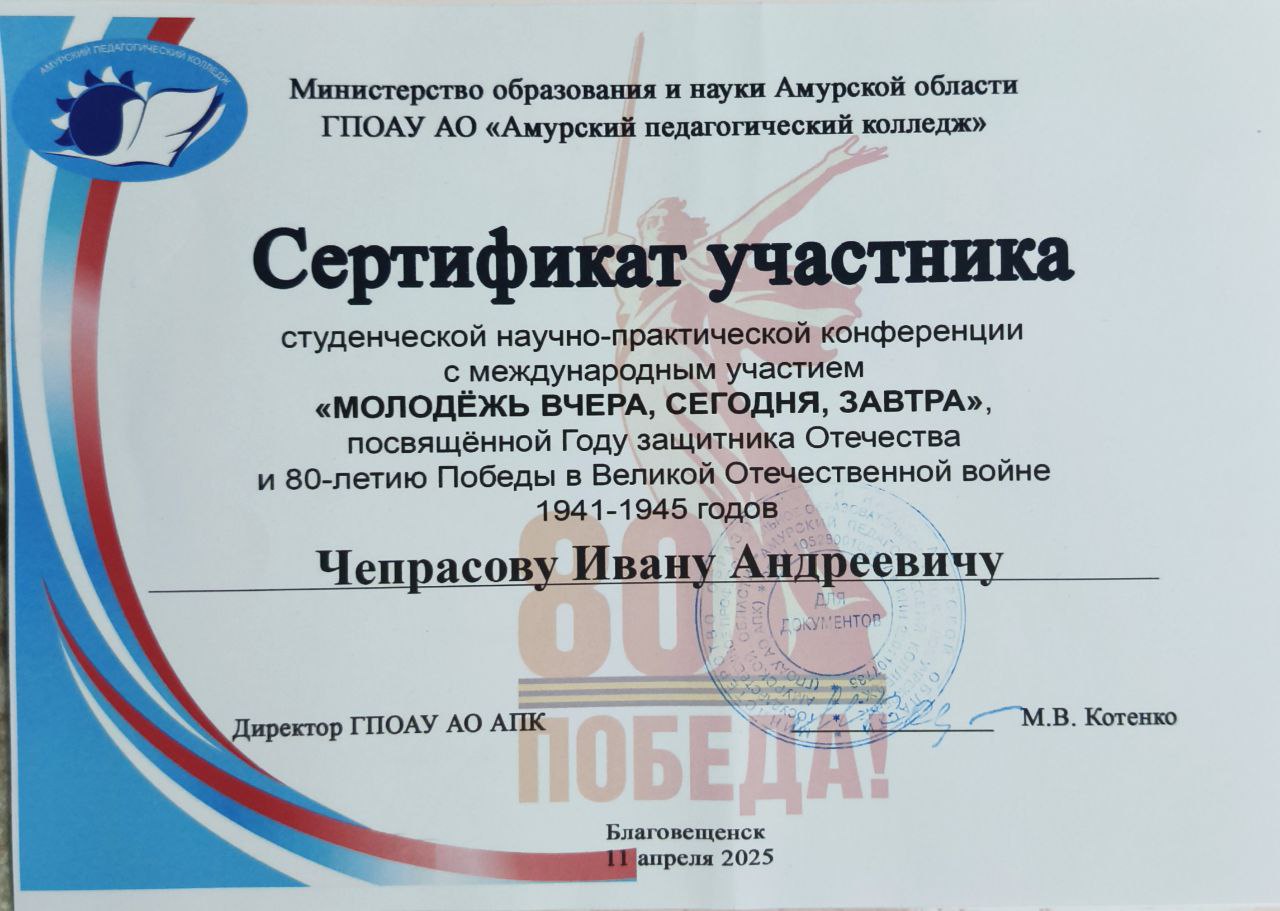 АМУРСКИЙ ПЕДАГОГИЧЕСКИЙ КОЛЛЕДЖ
Министерство образования и науки Амурской области
ГПОАУ АО «Амурский педагогический колледж»
Сертификат участника
студенческой научно-практической конференции
с международным участием
«МОЛОДЁЖЬ ВЧЕРА, СЕГОДНЯ, ЗАВТРА»,
посвящённой Году защитника Отечества
и 80-летию Победы в Великой Отечественной войне
1941-1945 годов
80
Чепрасову Ивану Андреевичу
ДЛЯ
ДОКУМЕНТОВ
Директор ГПОАУ АО АПК
М.В. Котенко
ПОБЕДА!
Благовещенск
11 апреля 2025